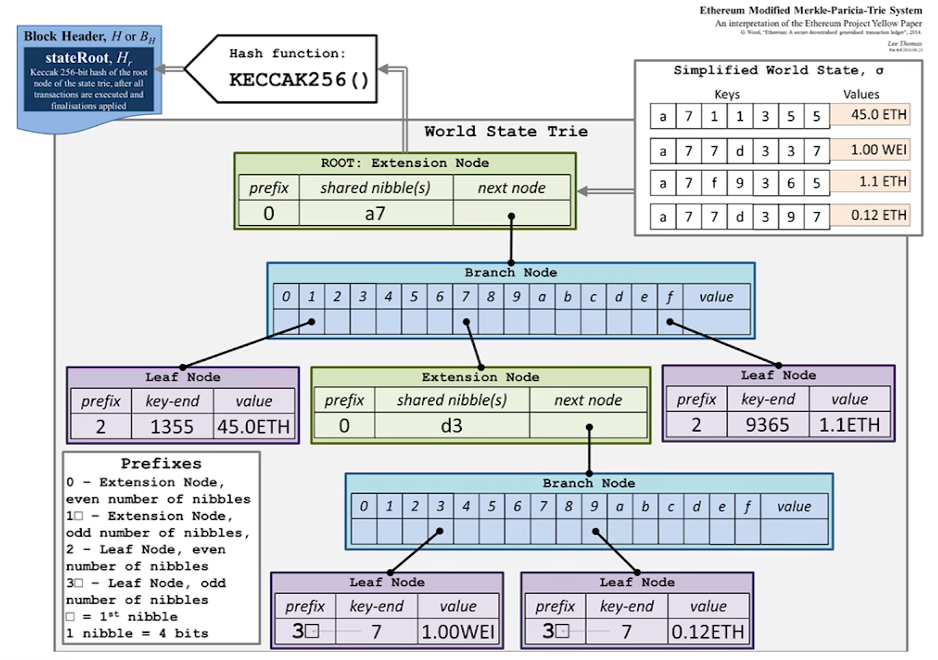 Ethereum Modified Merkle-Paricia-Trie System
An interpretation of the Ethereum Project Yellow Paper
G. Wood, "Ethereum: A secure decentralised generalised transaction ledger", 2014.
Lee Thomas
Block Header, H or B_H
stateRoot, H_r
Keccak 256-bit hash of the root
node of the state trie, after all
transactions are executed and
finalisations applied
Hash function:
KECCAK256()
Simplified World State, σ
Keys Values
a 7 1 1 3 5 5 45.0 ETH
a 7 7 d 3 3 7 1.00 WEI
a 7 f 9 3 6 5 1.1 ETH
a 7 7 d 3 9 7 0.12 ETH
World State Trie
ROOT: Extension Node
prefix shared nibble(s) next node
0 a7
Branch Node
0 1 2 3 4 5 6 7 8 9 a b c d e f value
Leaf Node
prefix key-end value
2 1355 45.0ETH
Extension Node
prefix shared nibble(s) next node
0 d3
Leaf Node
prefix key-end value
2 9365 1.1ETH
Prefixes
0 – Extension Node,
even number of nibbles
1□ – Extension Node,
odd number of nibbles,
2 – Leaf Node, even
number of nibbles
3□ – Leaf Node, odd
number of nibbles
□ = 1st nibble
1 nibble = 4 bits
Branch Node
0 1 2 3 4 5 6 7 8 9 a b c d e f value
Leaf Node
prefix key-end value
3□ 7 1.00WEI
Leaf Node
prefix key-end value
3□ 7 0.12ETH